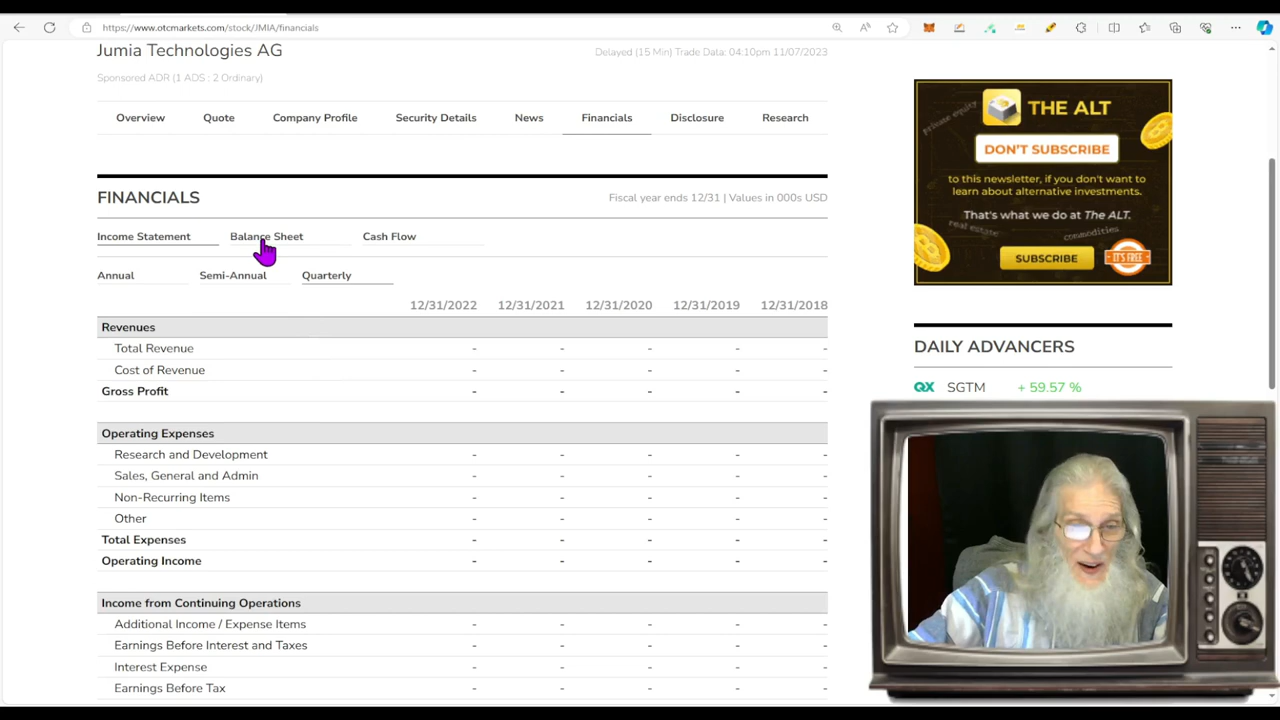 https://www.otcmarkets.com/stock/JMIA/financials
Jumia Technologies AG
Delayed (15 Min) Trade Data: 04:10pm 11/07/2023
Sponsored ADR (1 ADS : 2 Ordinary)
Overview Quote Company Profile Security Details News Financials Disclosure Research
FINANCIALS
Fiscal year ends 12/31 | Values in 000s USD
Income Statement Balance Sheet Cash Flow
Annual Semi-Annual Quarterly
12/31/2022 12/31/2021 12/31/2020 12/31/2019 12/31/2018
Revenues
Total Revenue - - - - -
Cost of Revenue - - - - -
Gross Profit - - - - -
Operating Expenses
Research and Development - - - - -
Sales, General and Admin - - - - -
Non-Recurring Items - - - - -
Other - - - - -
Total Expenses - - - - -
Operating Income - - - - -
Income from Continuing Operations
Additional Income / Expense Items - - - - -
Earnings Before Interest and Taxes - - - - -
Interest Expense - - - - -
Earnings Before Tax - - - - -
private equity
THE ALT
DON'T SUBSCRIBE
to this newsletter, if you don't want to
learn about alternative investments.
That's what we do at The ALT.
real estate
commodities
SUBSCRIBE
IT'S FREE
DAILY ADVANCERS
QX SGTM + 59.57 %